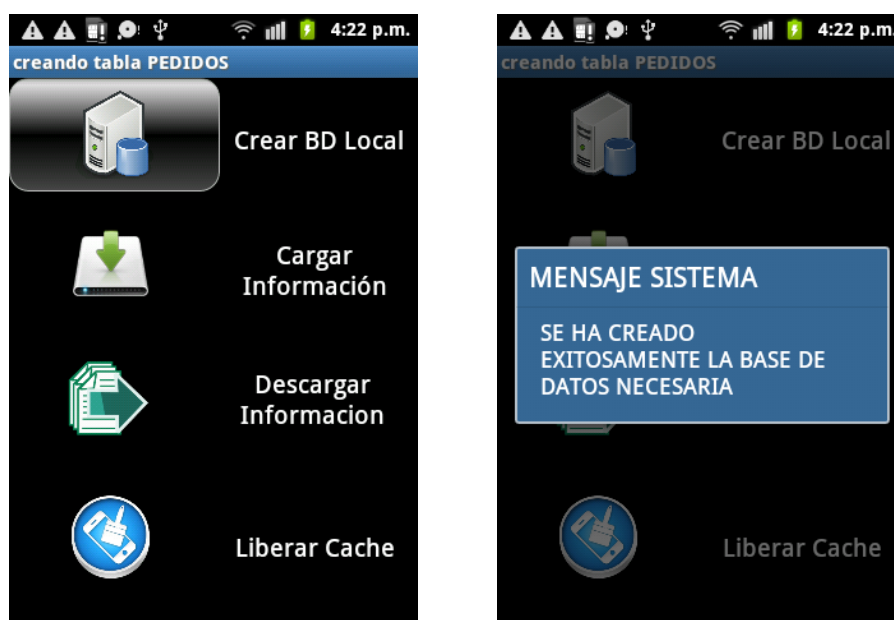 4:22 p.m.
creando tabla PEDIDOS
Crear BD Local
Cargar
Información
Descargar
Informacion
Liberar Cache
4:22 p.m.
creando tabla PEDIDOS
Crear BD Local
MENSAJE SISTEMA
SE HA CREADO
EXITOSAMENTE LA BASE DE
DATOS NECESARIA
Liberar Cache